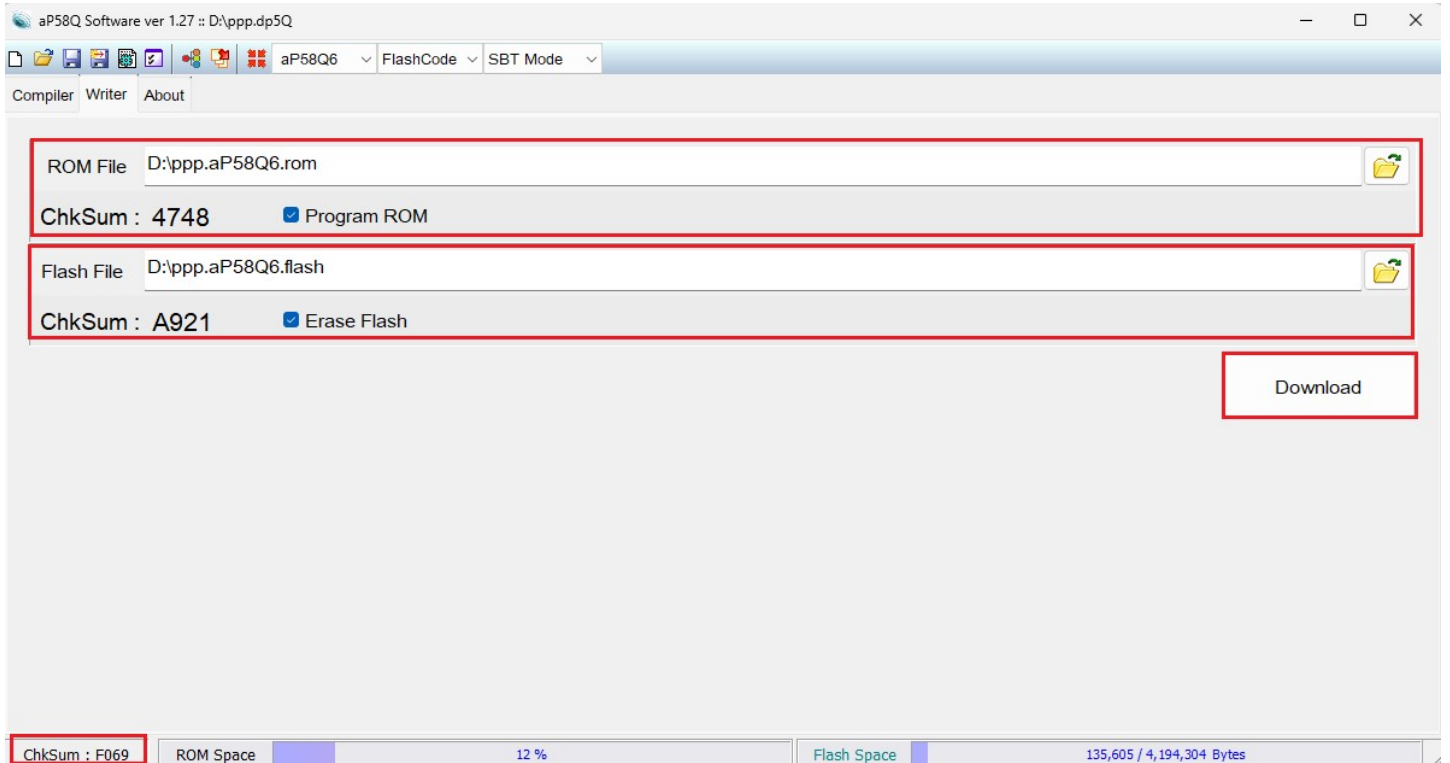 aP58Q Software ver 1.27 :: D:\ppp.dp5Q
aP58Q6 FlashCode SBT Mode
Compiler Writer About
ROM File D:\ppp.aP58Q6.rom
ChkSum : 4748 Program ROM
Flash File D:\ppp.aP58Q6.flash
ChkSum : A921 Erase Flash
Download
ChkSum : F069 ROM Space 12 % Flash Space 135,605 / 4,194,304 Bytes